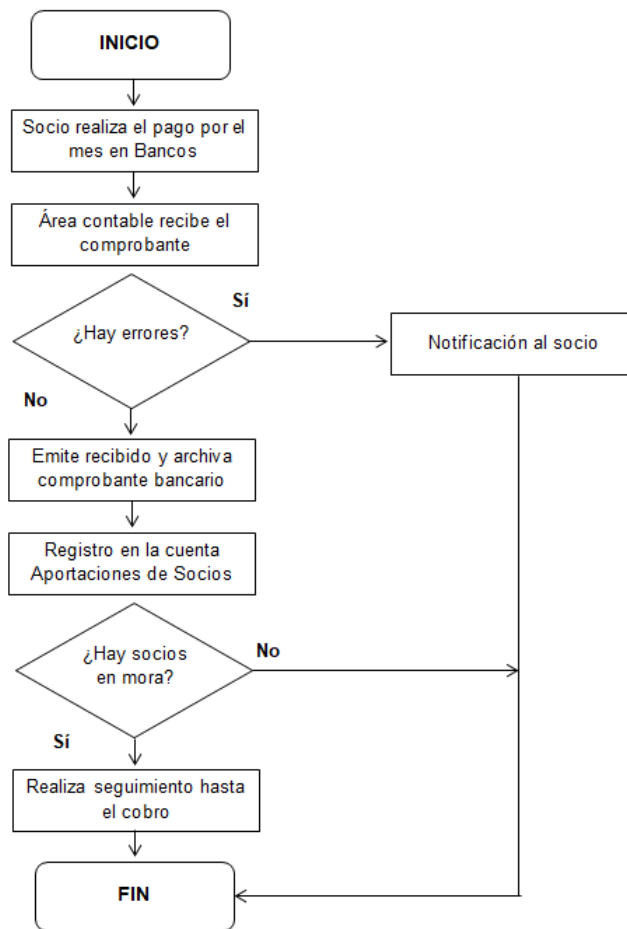 INICIO
Socio realiza el pago por el
mes en Bancos
Área contable recibe el
comprobante
Sí
¿Hay errores?
Notificación al socio
No
Emite recibido y archiva
comprobante bancario
Registro en la cuenta
Aportaciones de Socios
¿Hay socios
en mora?
No
Sí
Realiza seguimiento hasta
el cobro
FIN